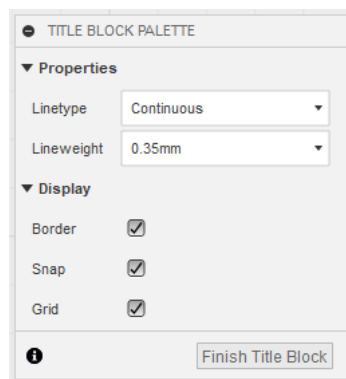 TITLE BLOCK PALETTE
Properties
Linetype Continuous
Lineweight 0.35mm
Display
Border
Snap
Grid
Finish Title Block